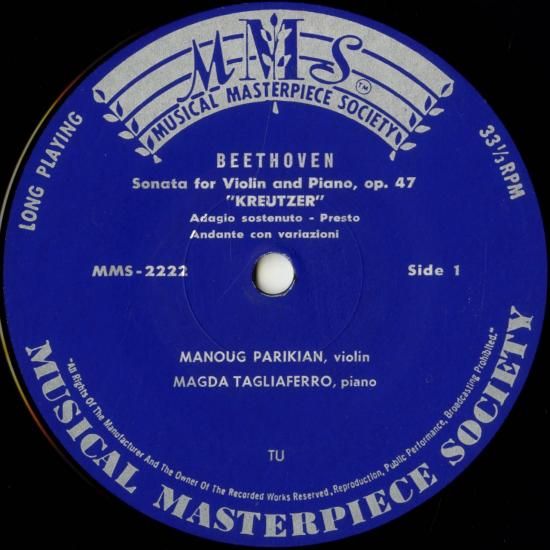 MMS
TM
MUSICAL MASTERPIECE SOCIETY
LONG PLAYING
33 1/3 RPM
BEETHOVEN
Sonata for Violin and Piano, op. 47
"KREUTZER"
Adagio sostenuto - Presto
Andante con variazioni
MMS-2222
Side 1
MANOUG PARIKIAN, violin
MAGDA TAGLIAFERRO, piano
TU
"All Rights Of The Manufacturer And The Owner Of The Recorded Works Reserved. Reproduction, Public Performance, Broadcasting Prohibited."
MUSICAL MASTERPIECE SOCIETY